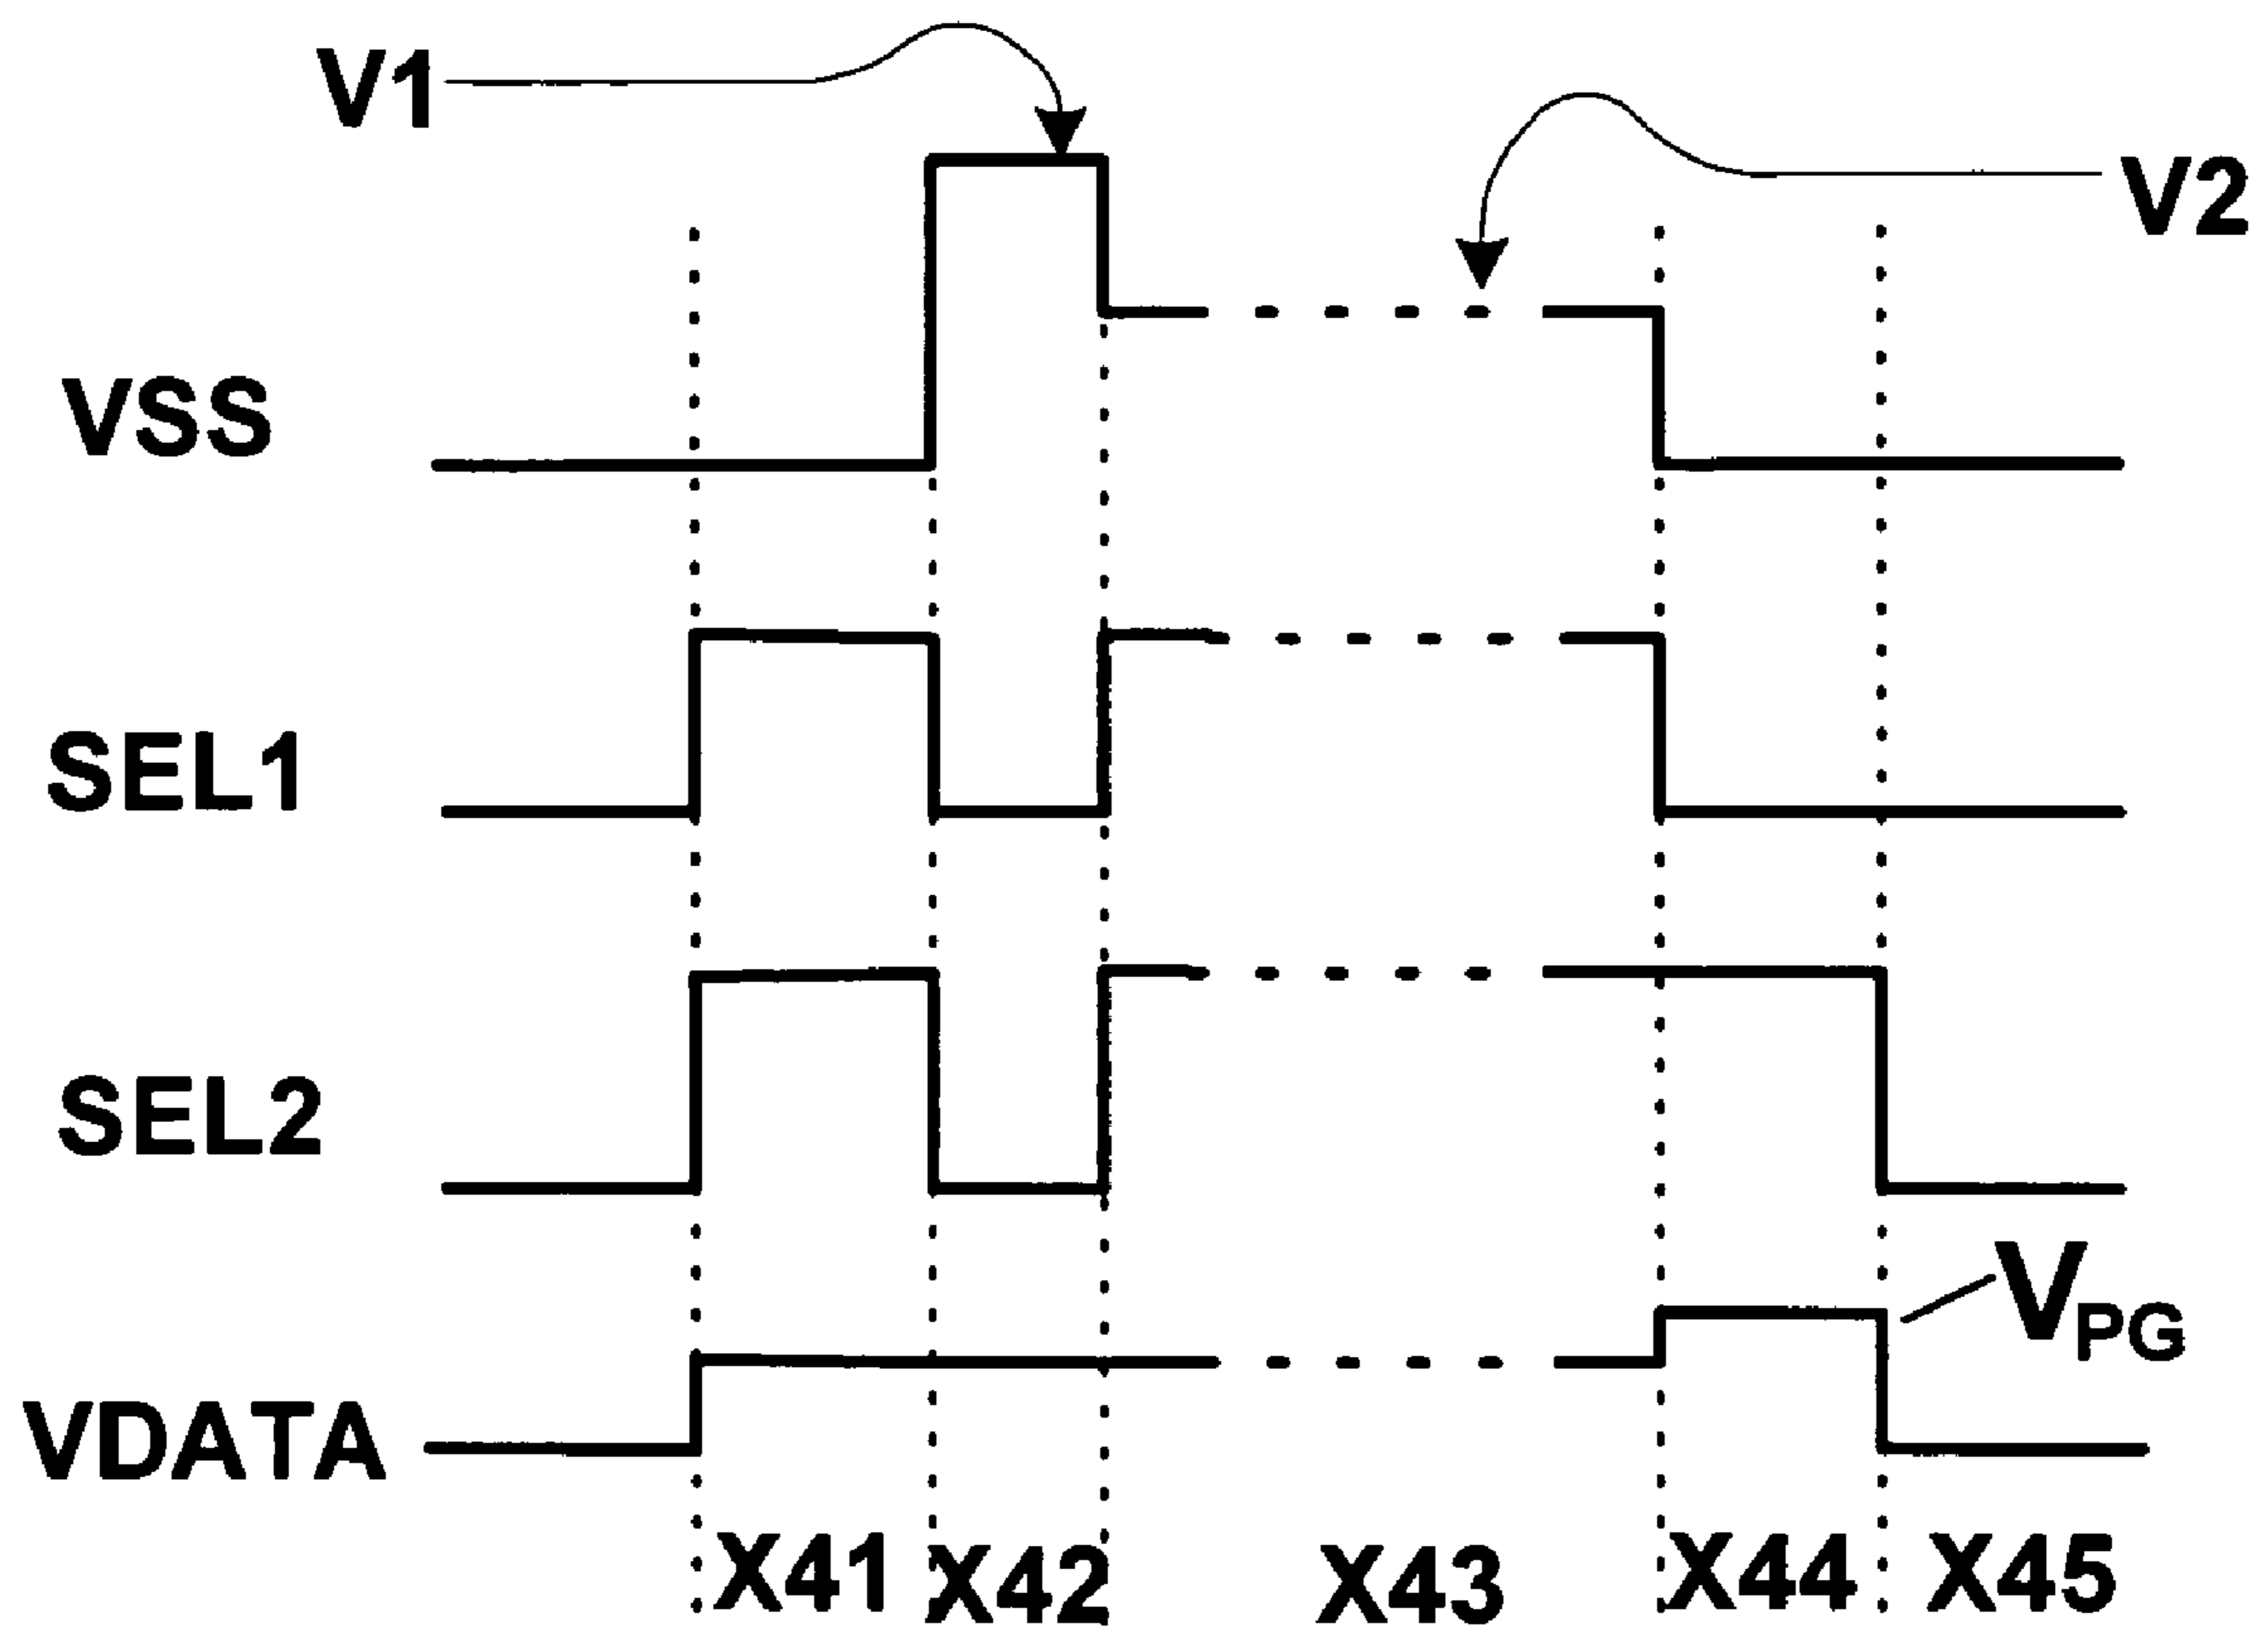 V1
V2
VSS
SEL1
SEL2
VPG
VDATA
X41 X42 X43 X44 X45